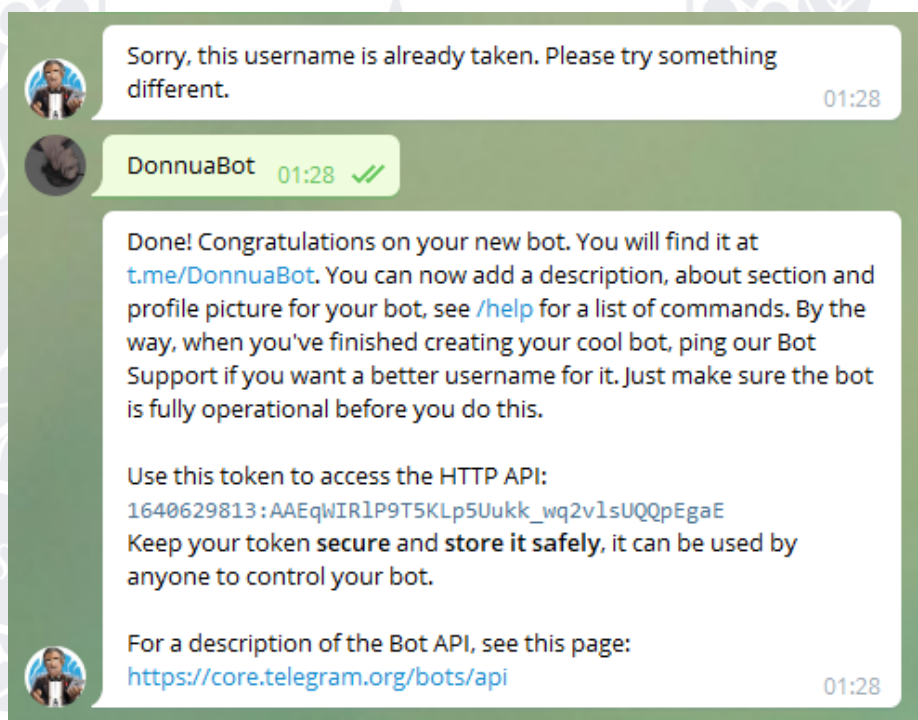 Sorry, this username is already taken. Please try something
different.
01:28
DonnuaBot 01:28
Done! Congratulations on your new bot. You will find it at
t.me/DonnuaBot. You can now add a description, about section and
profile picture for your bot, see /help for a list of commands. By the
way, when you've finished creating your cool bot, ping our Bot
Support if you want a better username for it. Just make sure the bot
is fully operational before you do this.
Use this token to access the HTTP API:
1640629813:AAEqWIRlP9T5KLp5Uukk_wq2vlsUQQpEgaE
Keep your token secure and store it safely, it can be used by
anyone to control your bot.
For a description of the Bot API, see this page:
https://core.telegram.org/bots/api
01:28